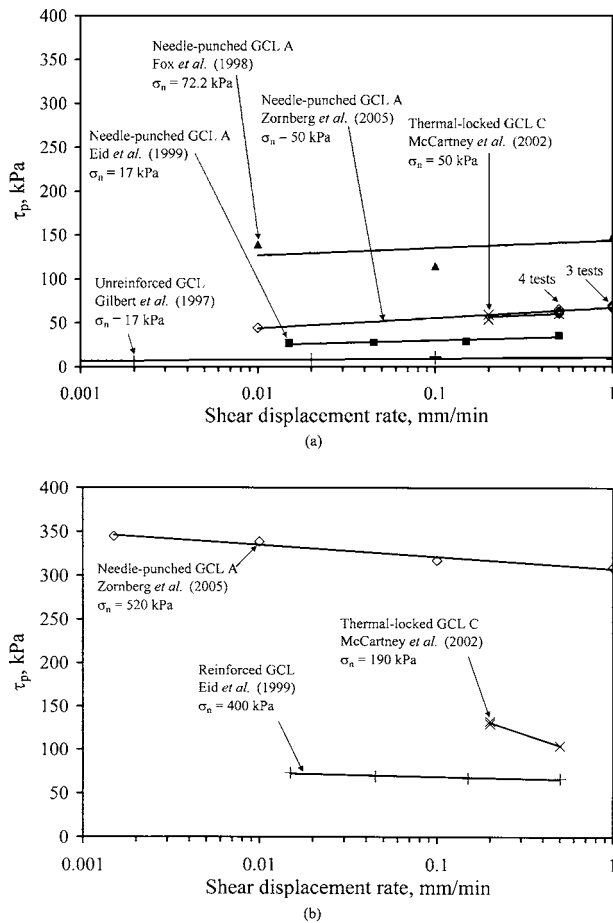 400
350
300
250
200
150
100
50
0
τp, kPa
Needle-punched GCL A
Fox et al. (1998)
σn = 72.2 kPa
Needle-punched GCL A
Zornberg et al. (2005)
σn = 50 kPa
Needle-punched GCL A
Eid et al. (1999)
σn = 17 kPa
Thermal-locked GCL C
McCartney et al. (2002)
σn = 50 kPa
Unreinforced GCL
Gilbert et al. (1997)
σn = 17 kPa
4 tests
3 tests
0.001
0.01
0.1
1
Shear displacement rate, mm/min
(a)
400
350
300
250
200
150
100
50
0
τp, kPa
Needle-punched GCL A
Zornberg et al. (2005)
σn = 520 kPa
Thermal-locked GCL C
McCartney et al. (2002)
σn = 190 kPa
Reinforced GCL
Eid et al. (1999)
σn = 400 kPa
0.001
0.01
0.1
1
Shear displacement rate, mm/min
(b)